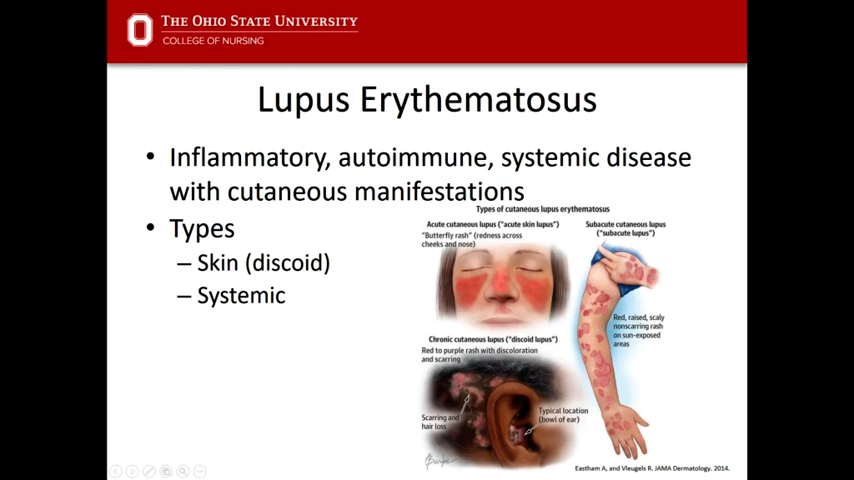 THE OHIO STATE UNIVERSITY
COLLEGE OF NURSING
Lupus Erythematosus
• Inflammatory, autoimmune, systemic disease
with cutaneous manifestations
• Types
– Skin (discoid)
– Systemic
Types of cutaneous lupus erythematosus
Acute cutaneous lupus ("acute skin lupus")
"Butterfly rash" (redness across
cheeks and nose)
Subacute cutaneous lupus
("subacute lupus")
Red, raised, scaly
nonscarring rash
on sun-exposed
areas
Chronic cutaneous lupus ("discoid lupus")
Red to purple rash with discoloration
and scarring
Scarring and
hair loss
Typical location
(bowl of ear)
Eastham A, and Vleugels R. JAMA Dermatology. 2014.